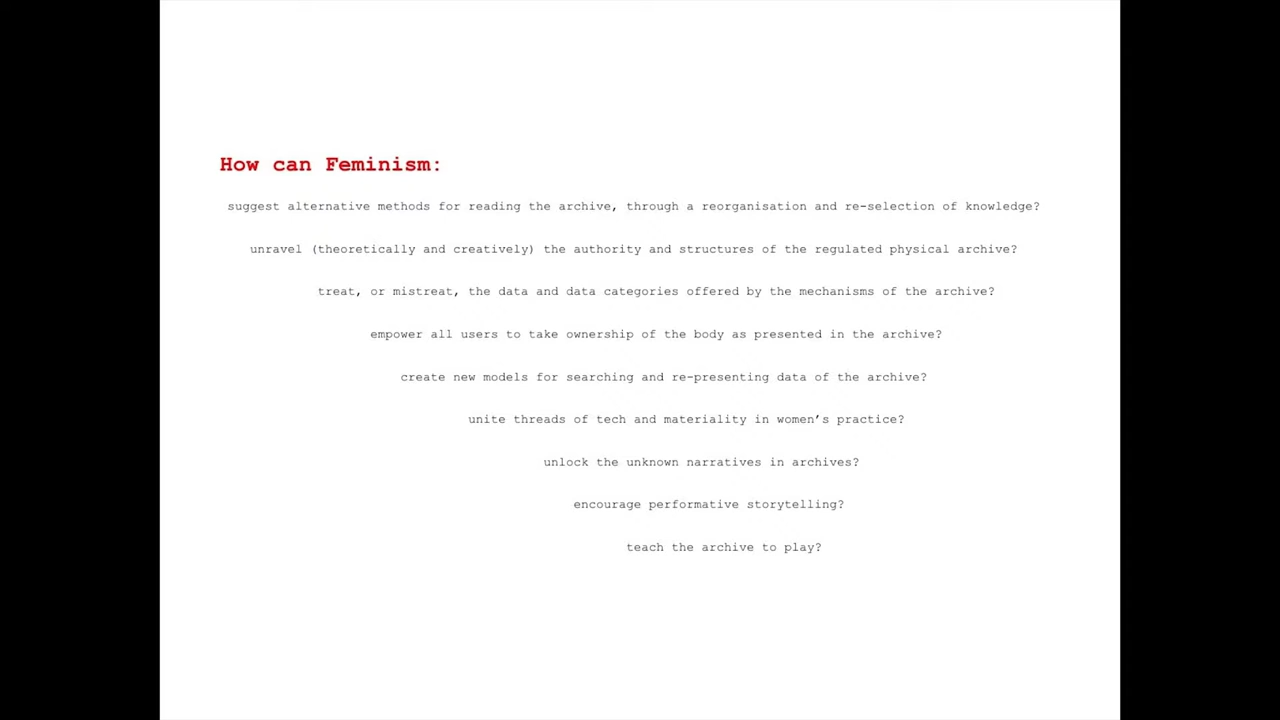 How can Feminism:
suggest alternative methods for reading the archive, through a reorganisation and re-selection of knowledge?
unravel (theoretically and creatively) the authority and structures of the regulated physical archive?
treat, or mistreat, the data and data categories offered by the mechanisms of the archive?
empower all users to take ownership of the body as presented in the archive?
create new models for searching and re-presenting data of the archive?
unite threads of tech and materiality in women’s practice?
unlock the unknown narratives in archives?
encourage performative storytelling?
teach the archive to play?